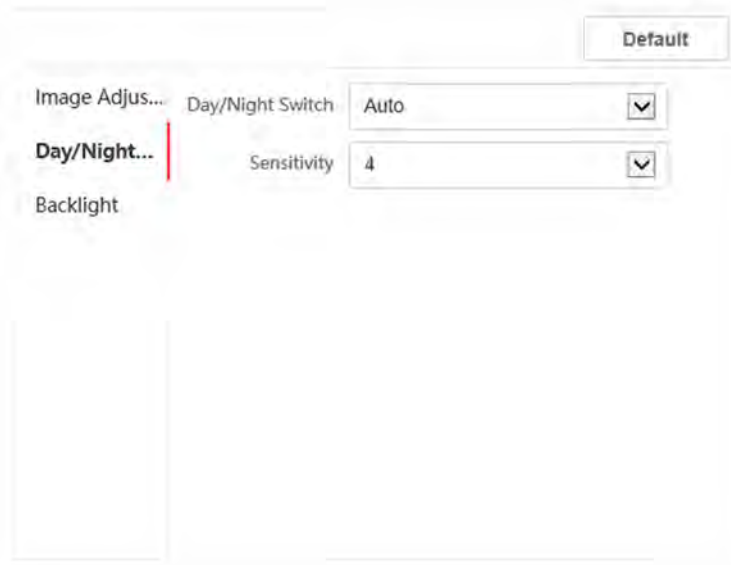 Default
Image Adjus...
Day/Night Switch Auto
Day/Night...
Sensitivity 4
Backlight